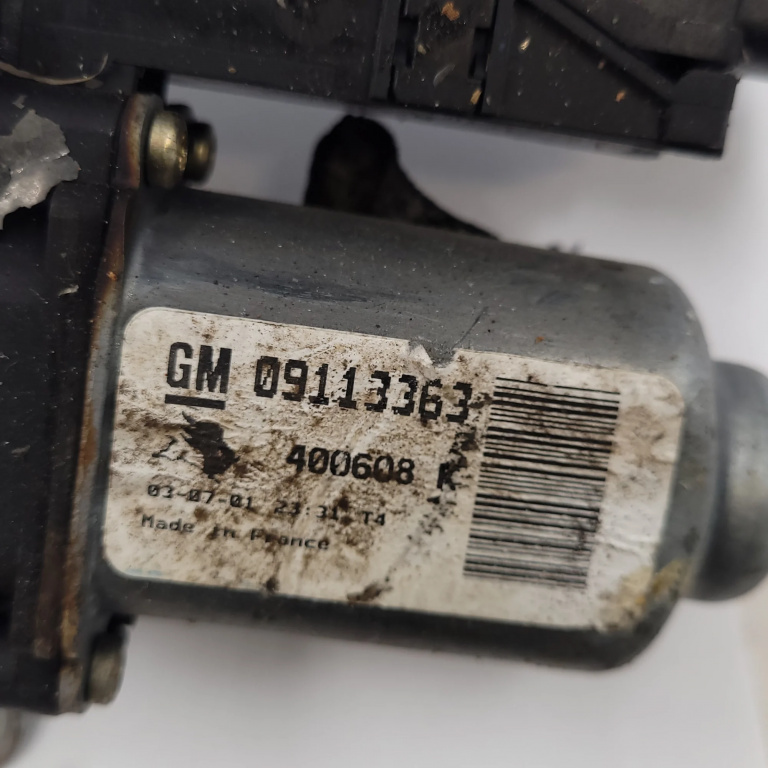 GM 09113363
400608 K
03-07-01 23:31 T4
Made in France